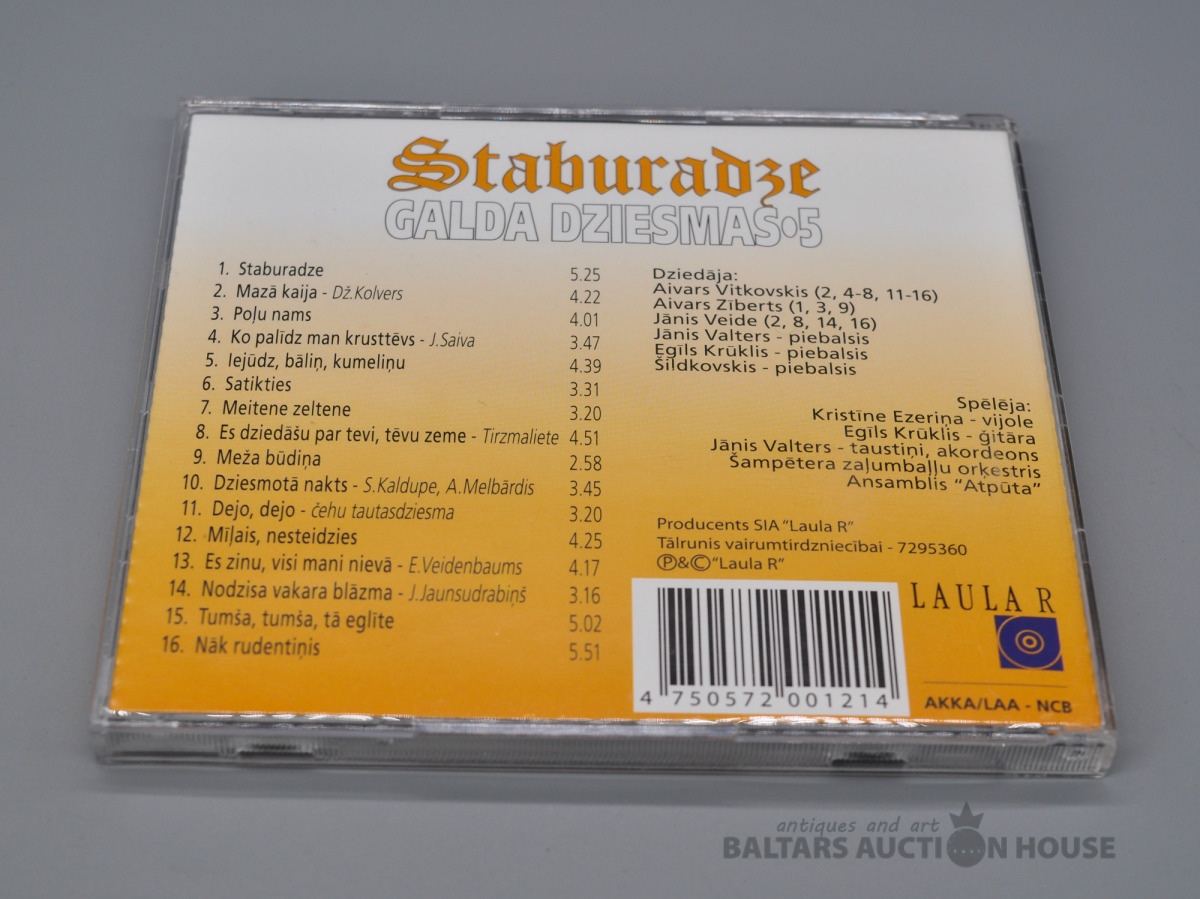 Staburadze
GALDA DZIESMAS•5
1. Staburadze 5.25
2. Mazā kaija - Dž.Kolvers 4.22
3. Poļu nams 4.01
4. Ko palīdz man krusttēvs - J.Saiva 3.47
5. Iejūdz, bāliņ, kumeliņu 4.39
6. Satikties 3.31
7. Meitene zeltene 3.20
8. Es dziedāšu par tevi, tēvu zeme - Tirzmaliete 4.51
9. Meža būdiņa 2.58
10. Dziesmotā nakts - S.Kaldupe, A.Melbārdis 3.45
11. Dejo, dejo - čehu tautasdziesma 3.20
12. Mīļais, nesteidzies 4.25
13. Es zinu, visi mani nievā - E.Veidenbaums 4.17
14. Nodzisa vakara blāzma - J.Jaunsudrabiņš 3.16
15. Tumša, tumša, tā eglīte 5.02
16. Nāk rudentiņis 5.51
Dziedāja:
Aivars Vitkovskis (2, 4-8, 11-16)
Aivars Zīberts (1, 3, 9)
Jānis Veide (2, 8, 14, 16)
Jānis Valters - piebalsis
Egīls Krūklis - piebalsis
Šildkovskis - piebalsis
Spēlēja:
Kristīne Ezeriņa - vijole
Egīls Krūklis - ģitāra
Jānis Valters - taustiņi, akordeons
Šampētera zaļumbaļļu orķestris
Ansamblis "Atpūta"
Producents SIA "Laula R"
Tālrunis vairumtirdzniecībai - 7295360
Ⓟ&© "Laula R"
LAULA R
4 750572 001214
AKKA/LAA - NCB
antiques and art
BALTARS AUCTION HOUSE